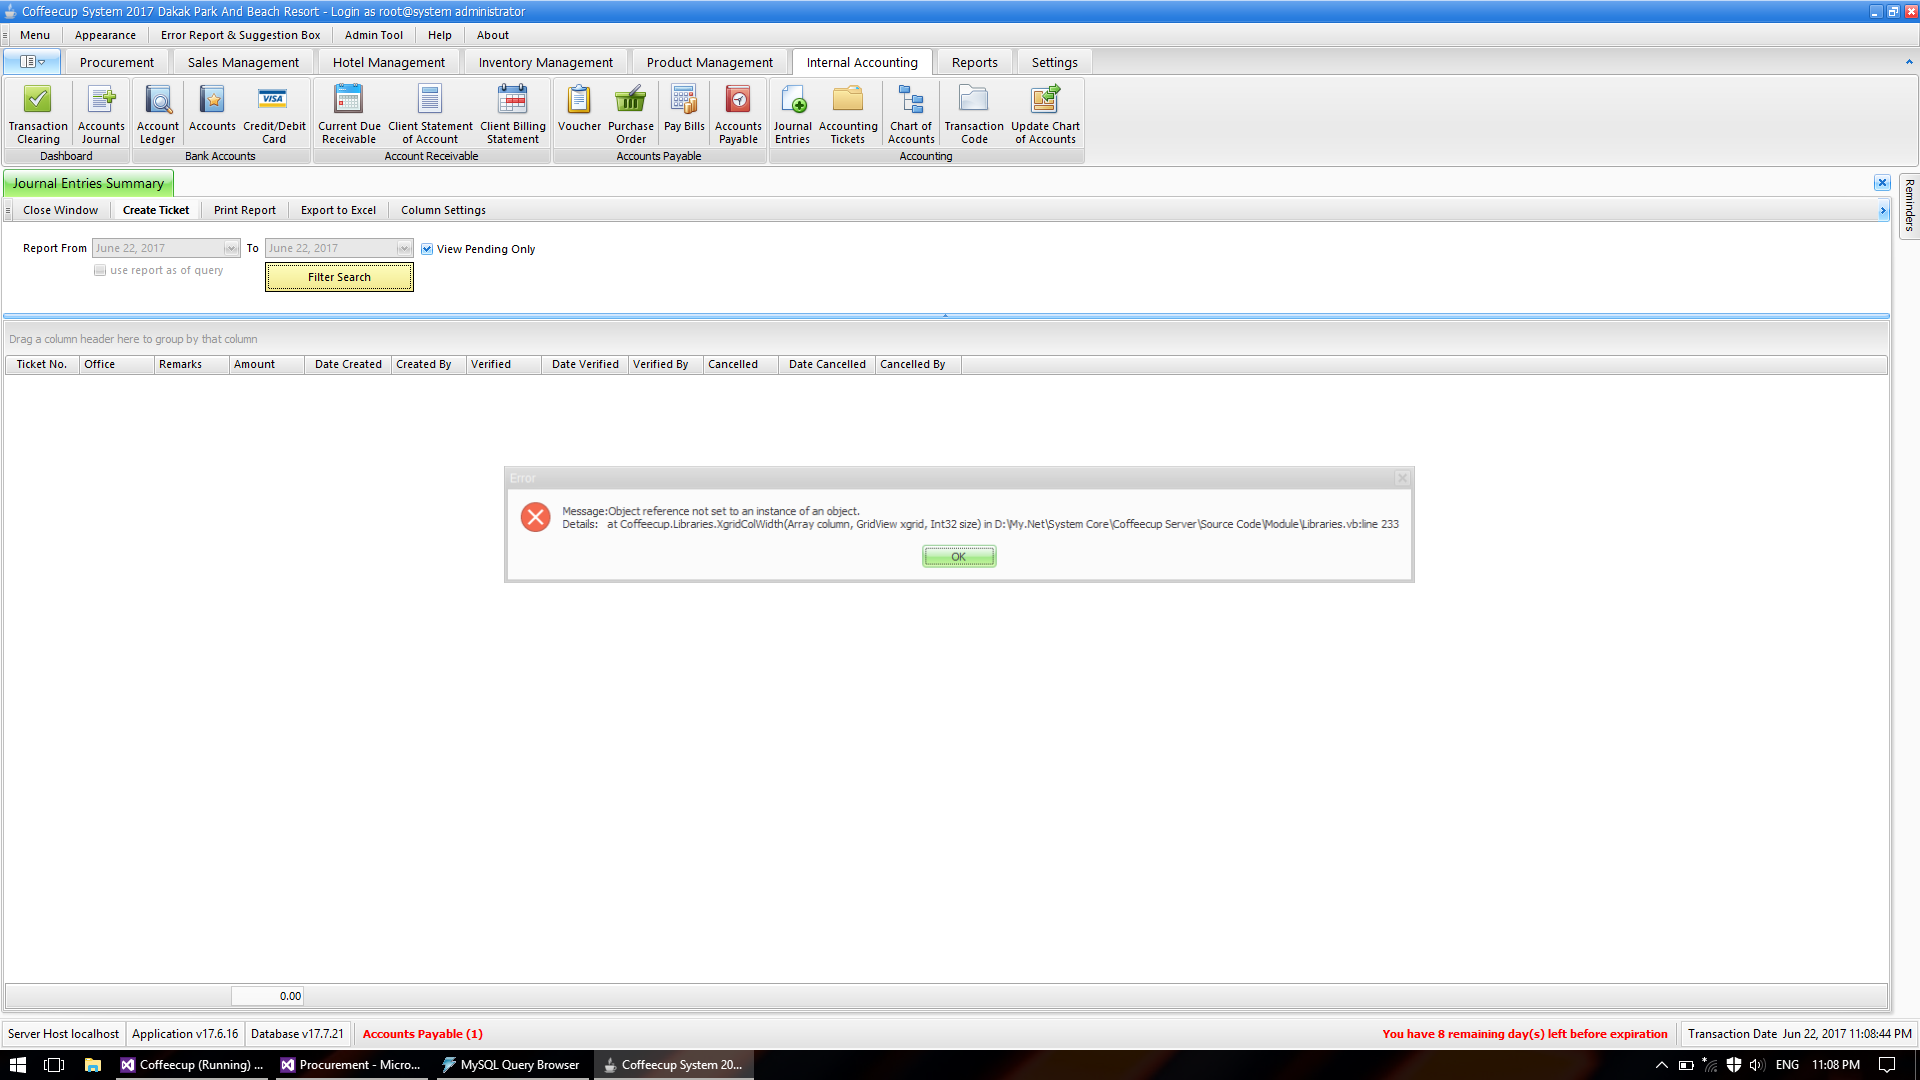 Coffeecup System 2017 Dakak Park And Beach Resort - Login as root@system administrator
Menu Appearance Error Report & Suggestion Box Admin Tool Help About
Procurement Sales Management Hotel Management Inventory Management Product Management Internal Accounting Reports Settings
Transaction Clearing
Accounts Journal
Dashboard
Account Ledger
Accounts
VISA
Credit/Debit Card
Bank Accounts
Current Due Receivable
Client Statement of Account
Client Billing Statement
Account Receivable
Voucher
Purchase Order
Pay Bills
Accounts Payable
Accounts Payable
Journal Entries
Accounting Tickets
Chart of Accounts
Transaction Code
Update Chart of Accounts
Accounting
Journal Entries Summary
Reminders
Close Window Create Ticket Print Report Export to Excel Column Settings
Report From June 22, 2017 To June 22, 2017 View Pending Only
use report as of query
Filter Search
Drag a column header here to group by that column
Ticket No. Office Remarks Amount Date Created Created By Verified Date Verified Verified By Cancelled Date Cancelled Cancelled By
Error
Message:Object reference not set to an instance of an object.
Details: at Coffeecup.Libraries.XgridColWidth(Array column, GridView xgrid, Int32 size) in D:\My.Net\System Core\Coffeecup Server\Source Code\Module\Libraries.vb:line 233
OK
0.00
Server Host localhost Application v17.6.16 Database v17.7.21 Accounts Payable (1) You have 8 remaining day(s) left before expiration Transaction Date Jun 22, 2017 11:08:44 PM
Coffeecup (Running) ... Procurement - Micro... MySQL Query Browser Coffeecup System 20... ENG 11:08 PM